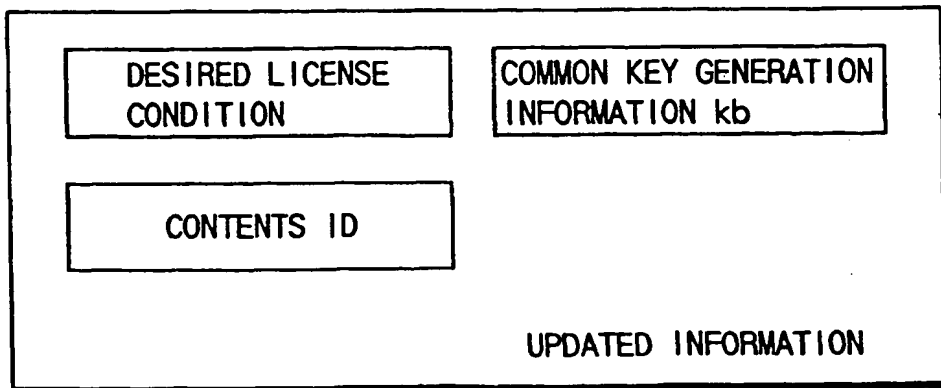 DESIRED LICENSE
CONDITION
COMMON KEY GENERATION
INFORMATION kb
CONTENTS ID
UPDATED INFORMATION